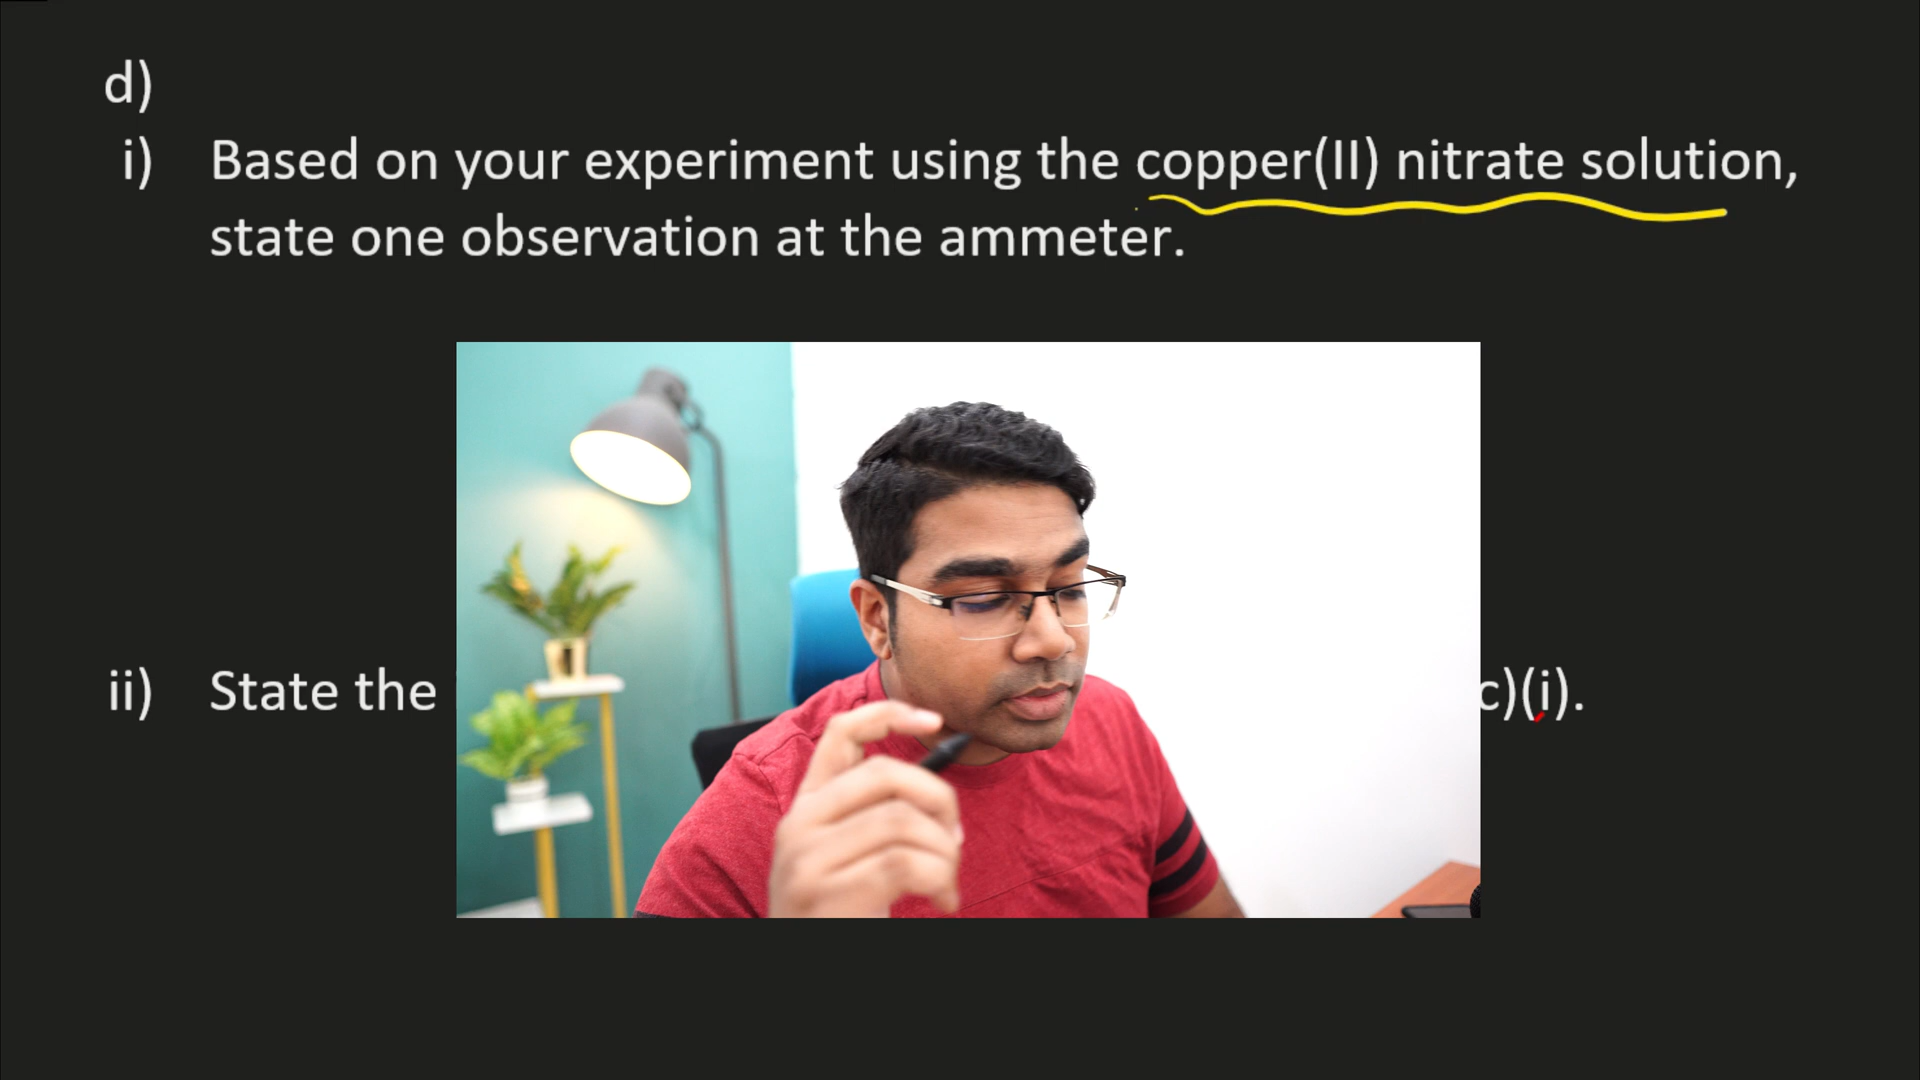 d)
i) Based on your experiment using the copper(II) nitrate solution,
state one observation at the ammeter.
ii) State the c)(i).